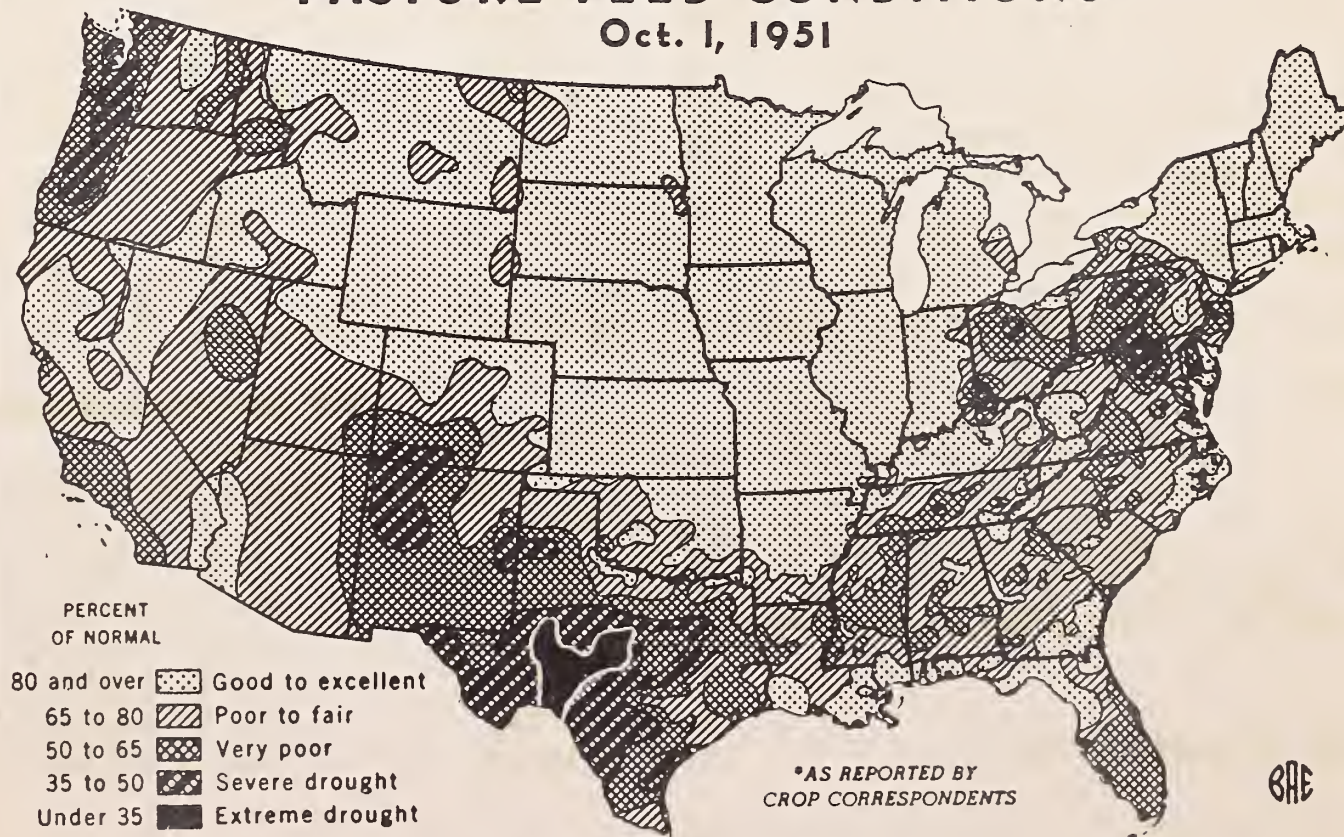 Oct. 1, 1951
PERCENT
OF NORMAL
80 and over Good to excellent
65 to 80 Poor to fair
50 to 65 Very poor
35 to 50 Severe drought
Under 35 Extreme drought
*AS REPORTED BY
CROP CORRESPONDENTS
BAE